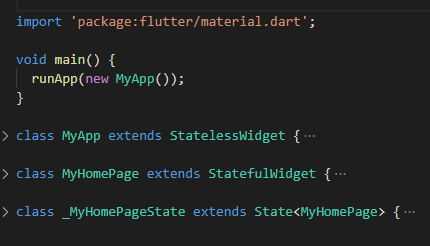 import 'package:flutter/material.dart';
void main() {
runApp(new MyApp());
}
class MyApp extends StatelessWidget {···
class MyHomePage extends StatefulWidget {···
class _MyHomePageState extends State<MyHomePage> {···